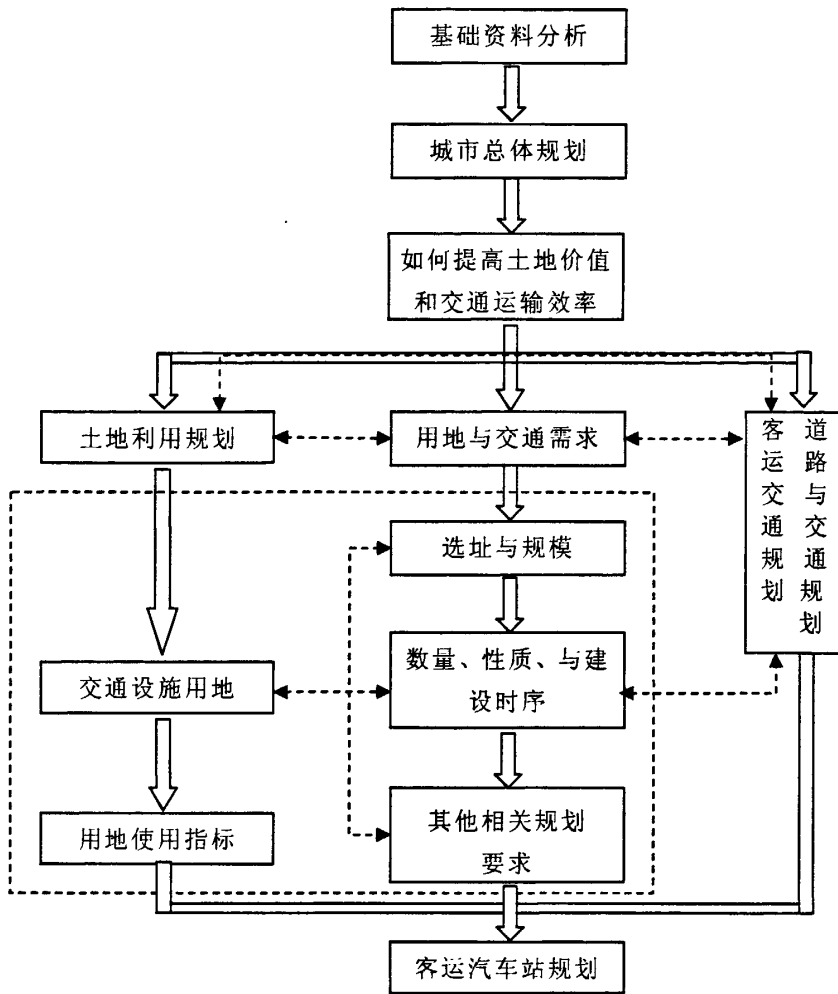 基础资料分析
城市总体规划
如何提高土地价值
和交通运输效率
土地利用规划
用地与交通需求
道路与交通规划
客运交通规划
选址与规模
数量、性质、与建
设时序
交通设施用地
其他相关规划
要求
用地使用指标
客运汽车站规划